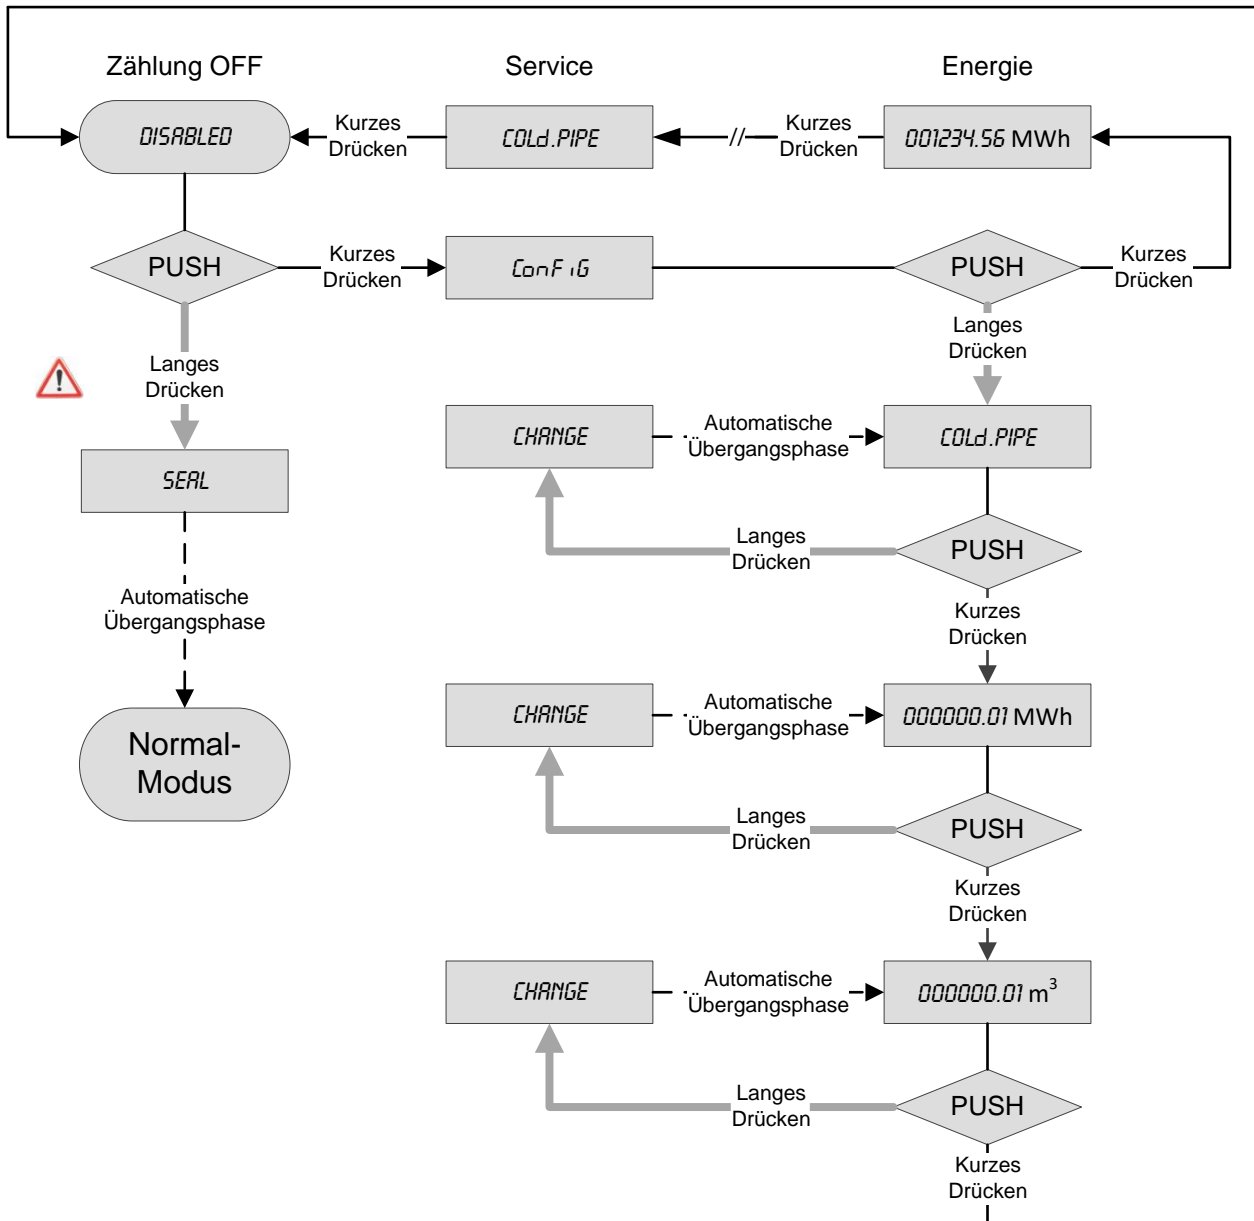 Zählung OFF
Service
Energie
DISABLED
Kurzes
Drücken
COLd.PIPE
//
Kurzes
Drücken
001234.56 MWh
PUSH
Kurzes
Drücken
ConFiG
PUSH
Kurzes
Drücken
Langes
Drücken
Langes
Drücken
CHANGE
Automatische
Übergangsphase
COLd.PIPE
SEAL
Langes
Drücken
PUSH
Automatische
Übergangsphase
Kurzes
Drücken
CHANGE
Automatische
Übergangsphase
000000.01 MWh
Normal-
Modus
Langes
Drücken
PUSH
Kurzes
Drücken
CHANGE
Automatische
Übergangsphase
000000.01 m³
Langes
Drücken
PUSH
Kurzes
Drücken